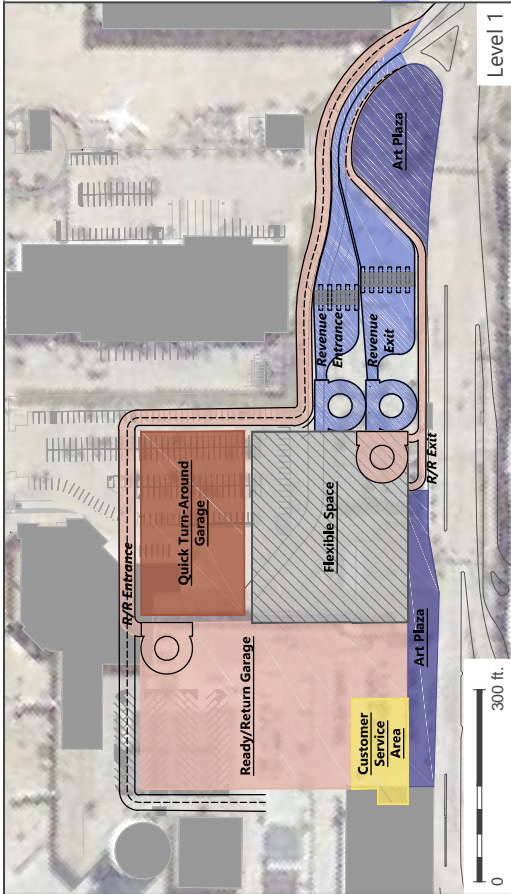 Level 1
Art Plaza
Revenue
Entrance
Revenue
Exit
R/R Exit
Quick Turn-Around
Garage
Flexible Space
R/R Entrance
Ready/Return Garage
Art Plaza
Customer
Service
Area
0
300 ft.